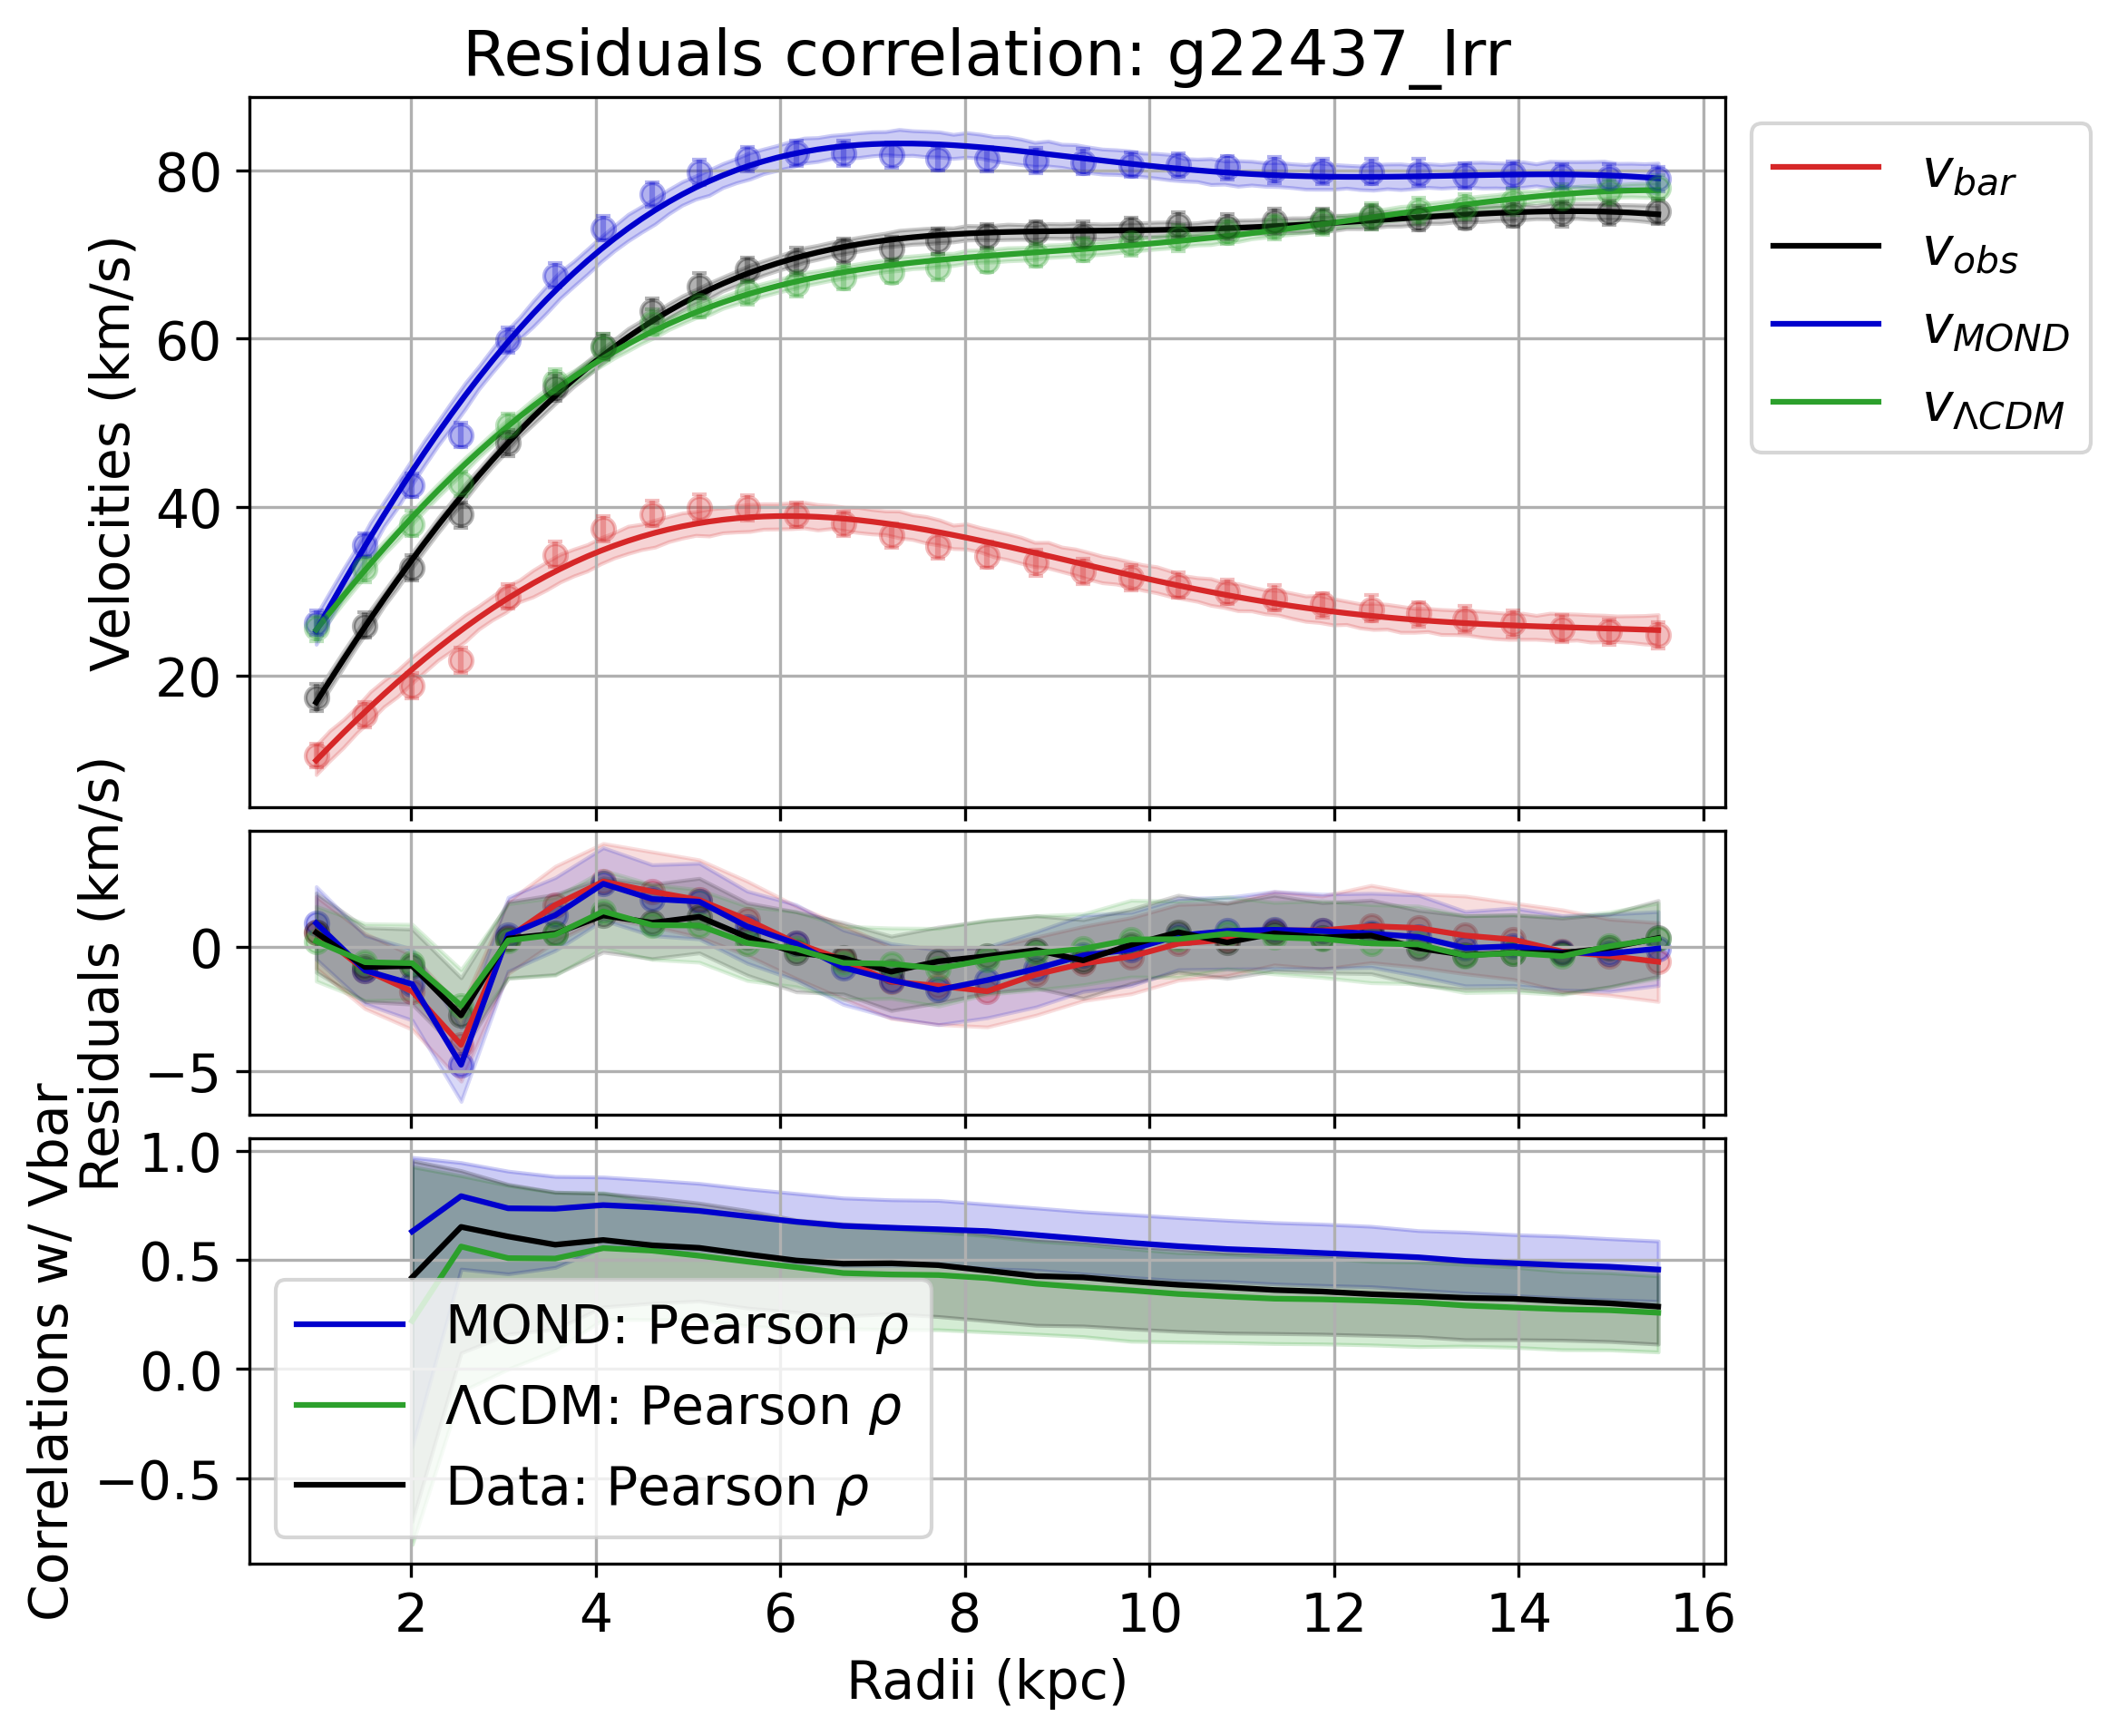 Residuals correlation: g22437_Irr
Velocities (km/s)
80
60
40
20
v_bar
v_obs
v_MOND
v_ΛCDM
Residuals (km/s)
0
−5
Correlations w/ Vbar
1.0
0.5
0.0
−0.5
MOND: Pearson ρ
ΛCDM: Pearson ρ
Data: Pearson ρ
2 4 6 8 10 12 14 16
Radii (kpc)